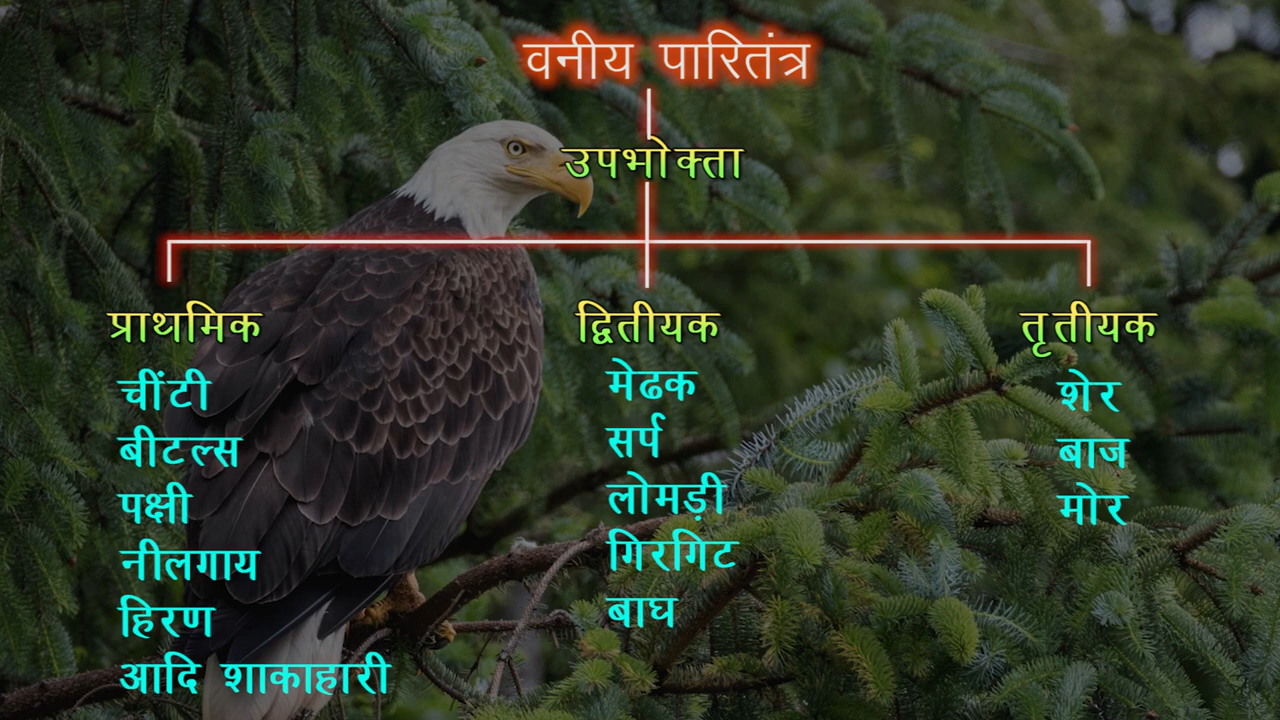 वनीय पारितंत्र
उपभोक्ता
प्राथमिक
चींटी
बीटल्स
पक्षी
नीलगाय
हिरण
आदि शाकाहारी
द्वितीयक
मेढक
सर्प
लोमड़ी
गिरगिट
बाघ
तृतीयक
शेर
बाज
मोर